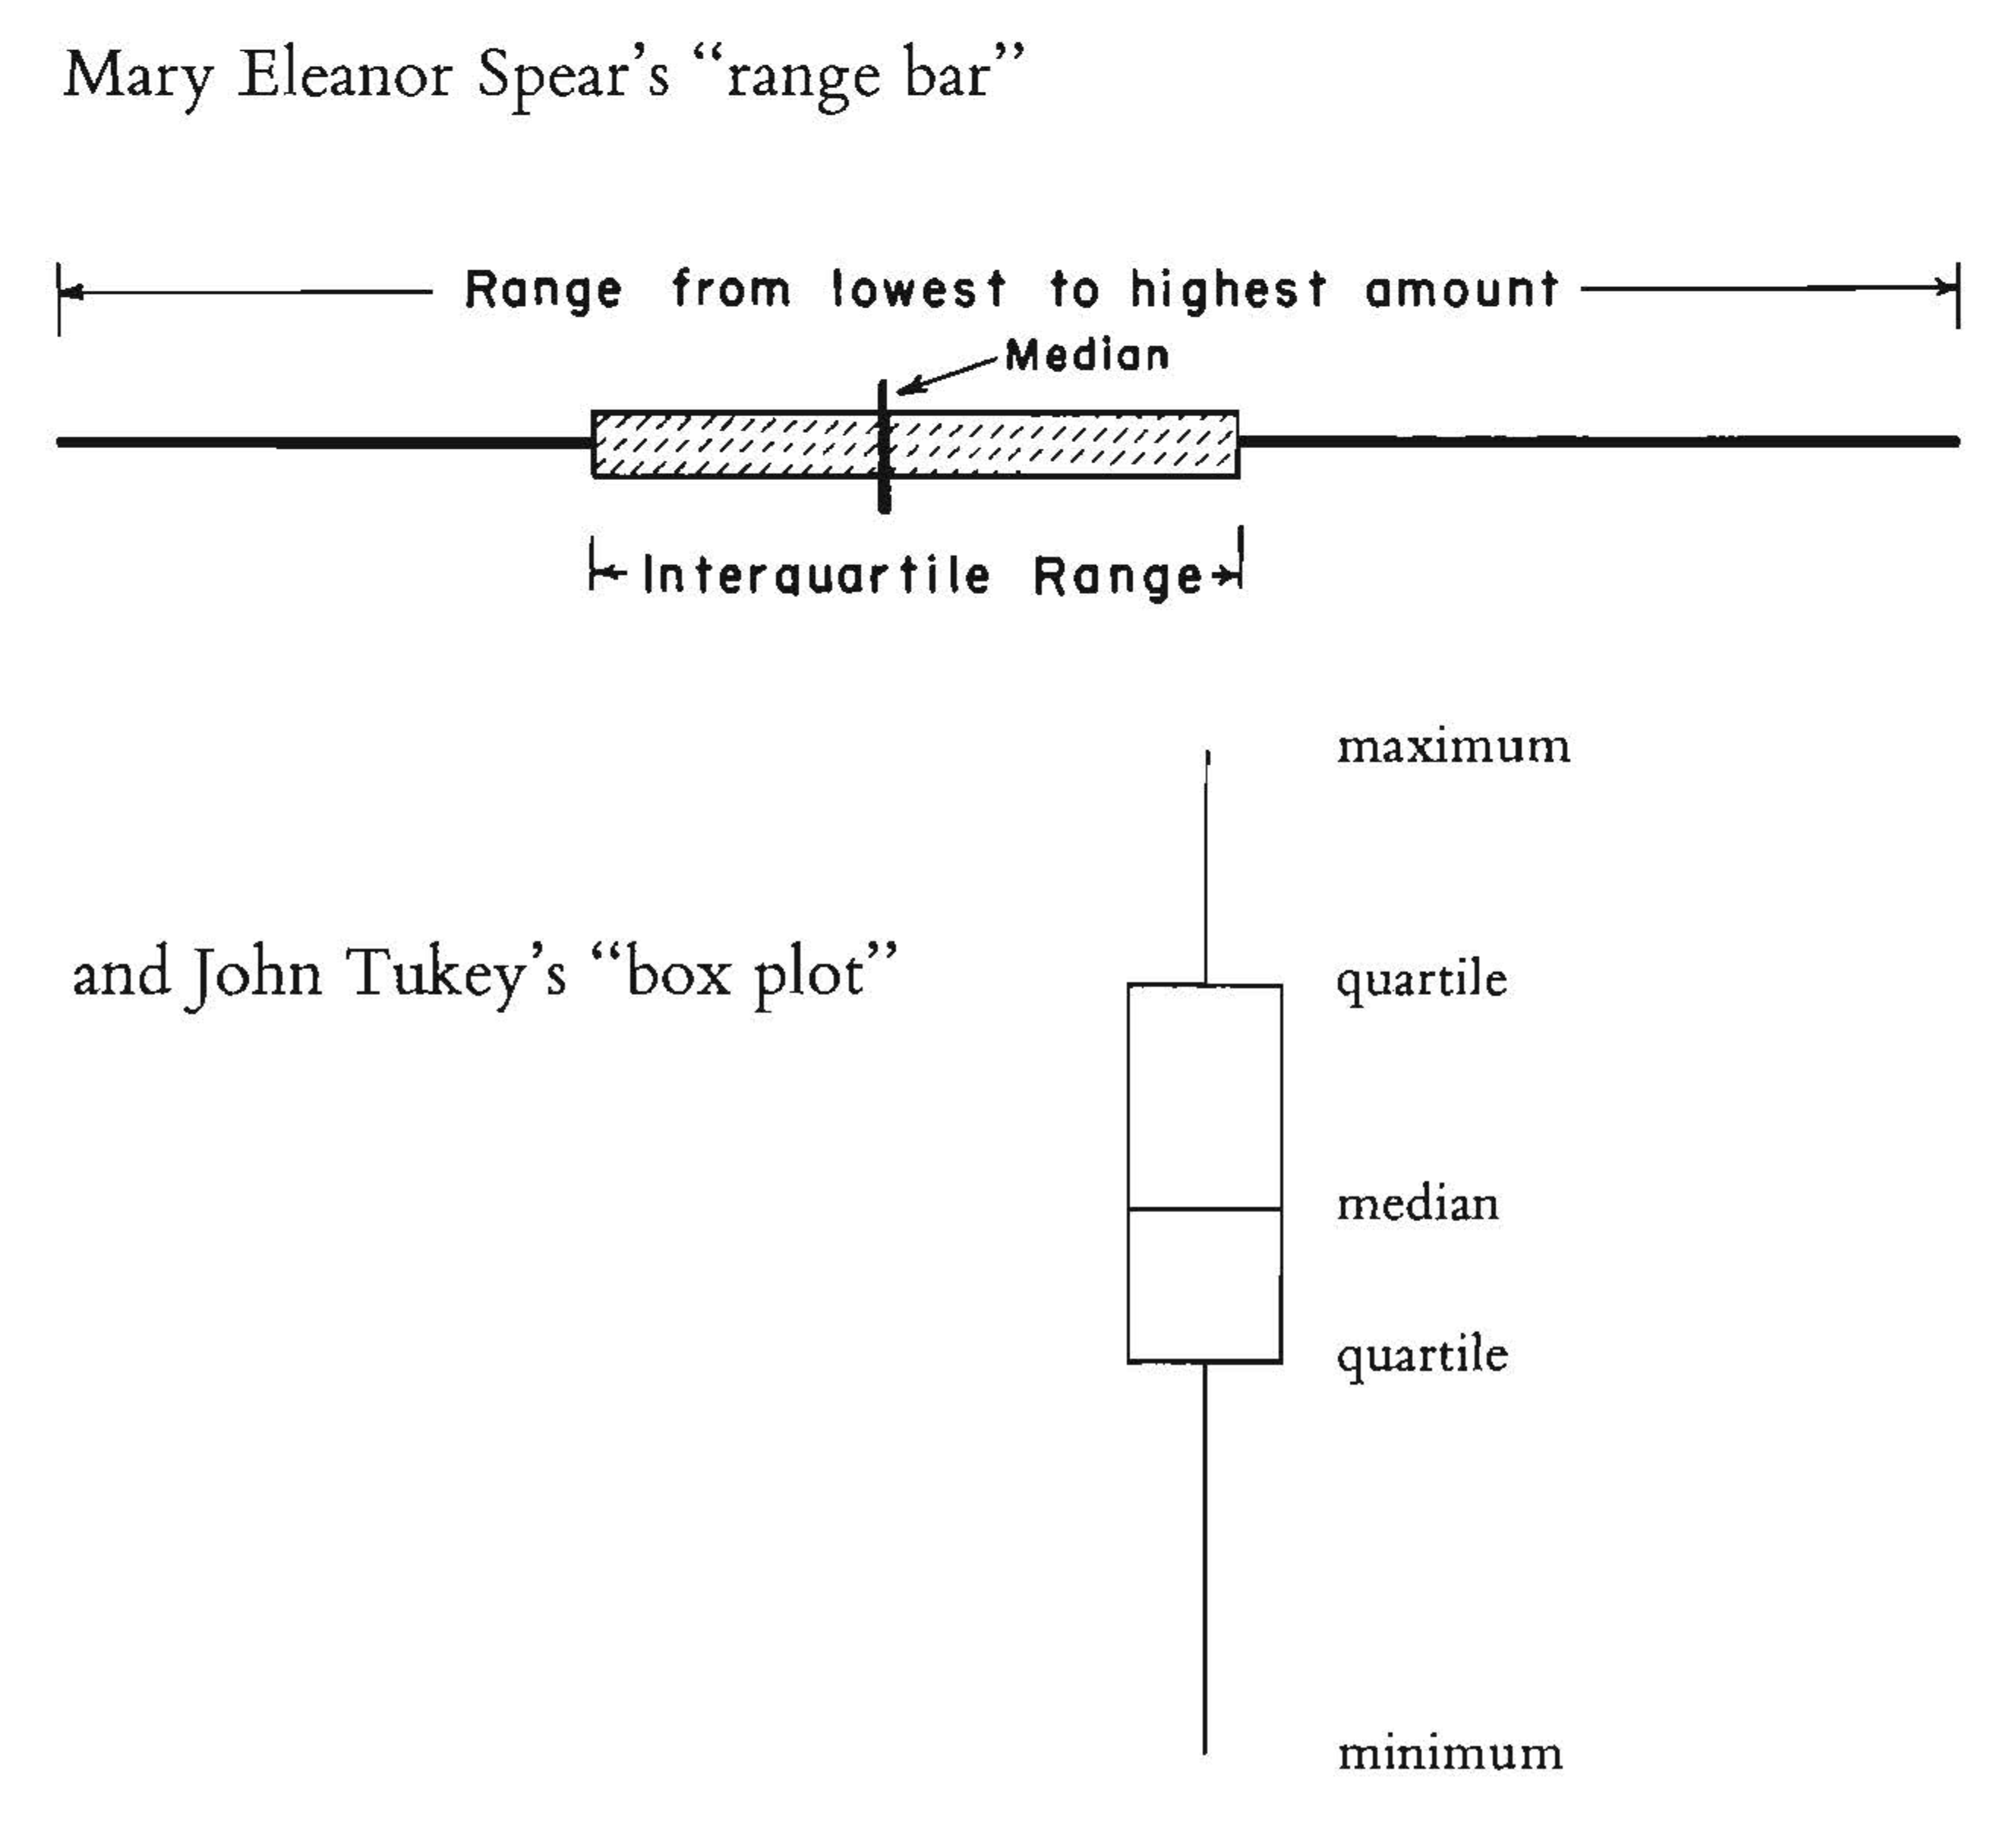 Mary Eleanor Spear’s “range bar”
Range from lowest to highest amount
Median
Interquartile Range
maximum
and John Tukey’s “box plot”
quartile
median
quartile
minimum